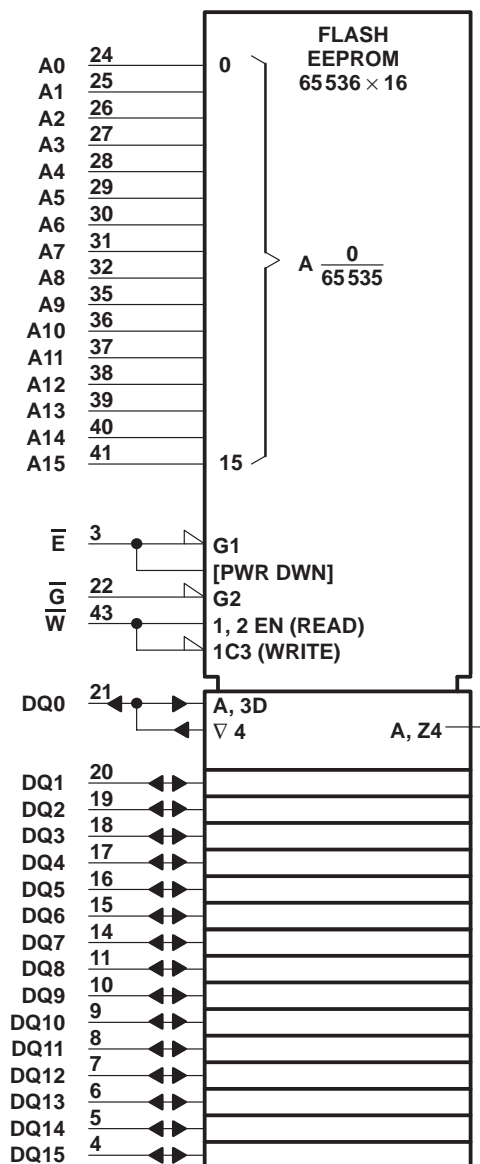 FLASH
EEPROM
65 536 × 16
A0 24 0
A1 25
A2 26
A3 27
A4 28
A5 29
A6 30
A7 31
A8 32
A 0/65 535
A9 35
A10 36
A11 37
A12 38
A13 39
A14 40
A15 41 15
E̅ 3 G1
[PWR DWN]
G̅ 22 G2
W̅ 43 1, 2 EN (READ)
1C3 (WRITE)
DQ0 21 A, 3D
∇ 4 A, Z4
DQ1 20
DQ2 19
DQ3 18
DQ4 17
DQ5 16
DQ6 15
DQ7 14
DQ8 11
DQ9 10
DQ10 9
DQ11 8
DQ12 7
DQ13 6
DQ14 5
DQ15 4